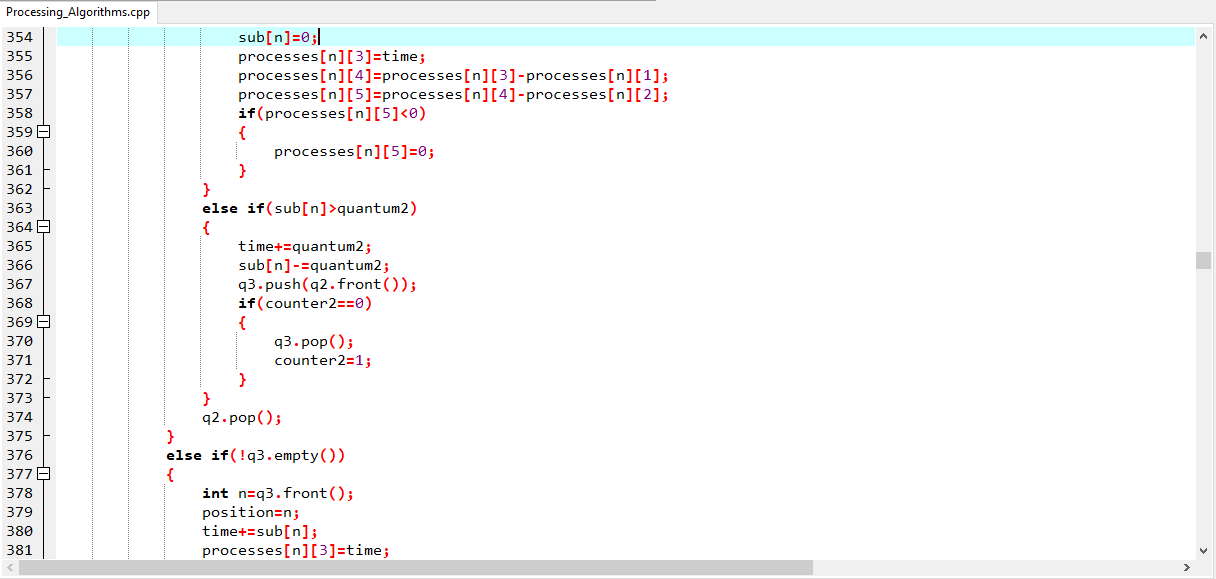 Processing_Algorithms.cpp
354 sub[n]=0;
355 processes[n][3]=time;
356 processes[n][4]=processes[n][3]-processes[n][1];
357 processes[n][5]=processes[n][4]-processes[n][2];
358 if(processes[n][5]<0)
359 {
360 processes[n][5]=0;
361 }
362 }
363 else if(sub[n]>quantum2)
364 {
365 time+=quantum2;
366 sub[n]-=quantum2;
367 q3.push(q2.front());
368 if(counter2==0)
369 {
370 q3.pop();
371 counter2=1;
372 }
373 }
374 q2.pop();
375 }
376 else if(!q3.empty())
377 {
378 int n=q3.front();
379 position=n;
380 time+=sub[n];
381 processes[n][3]=time;